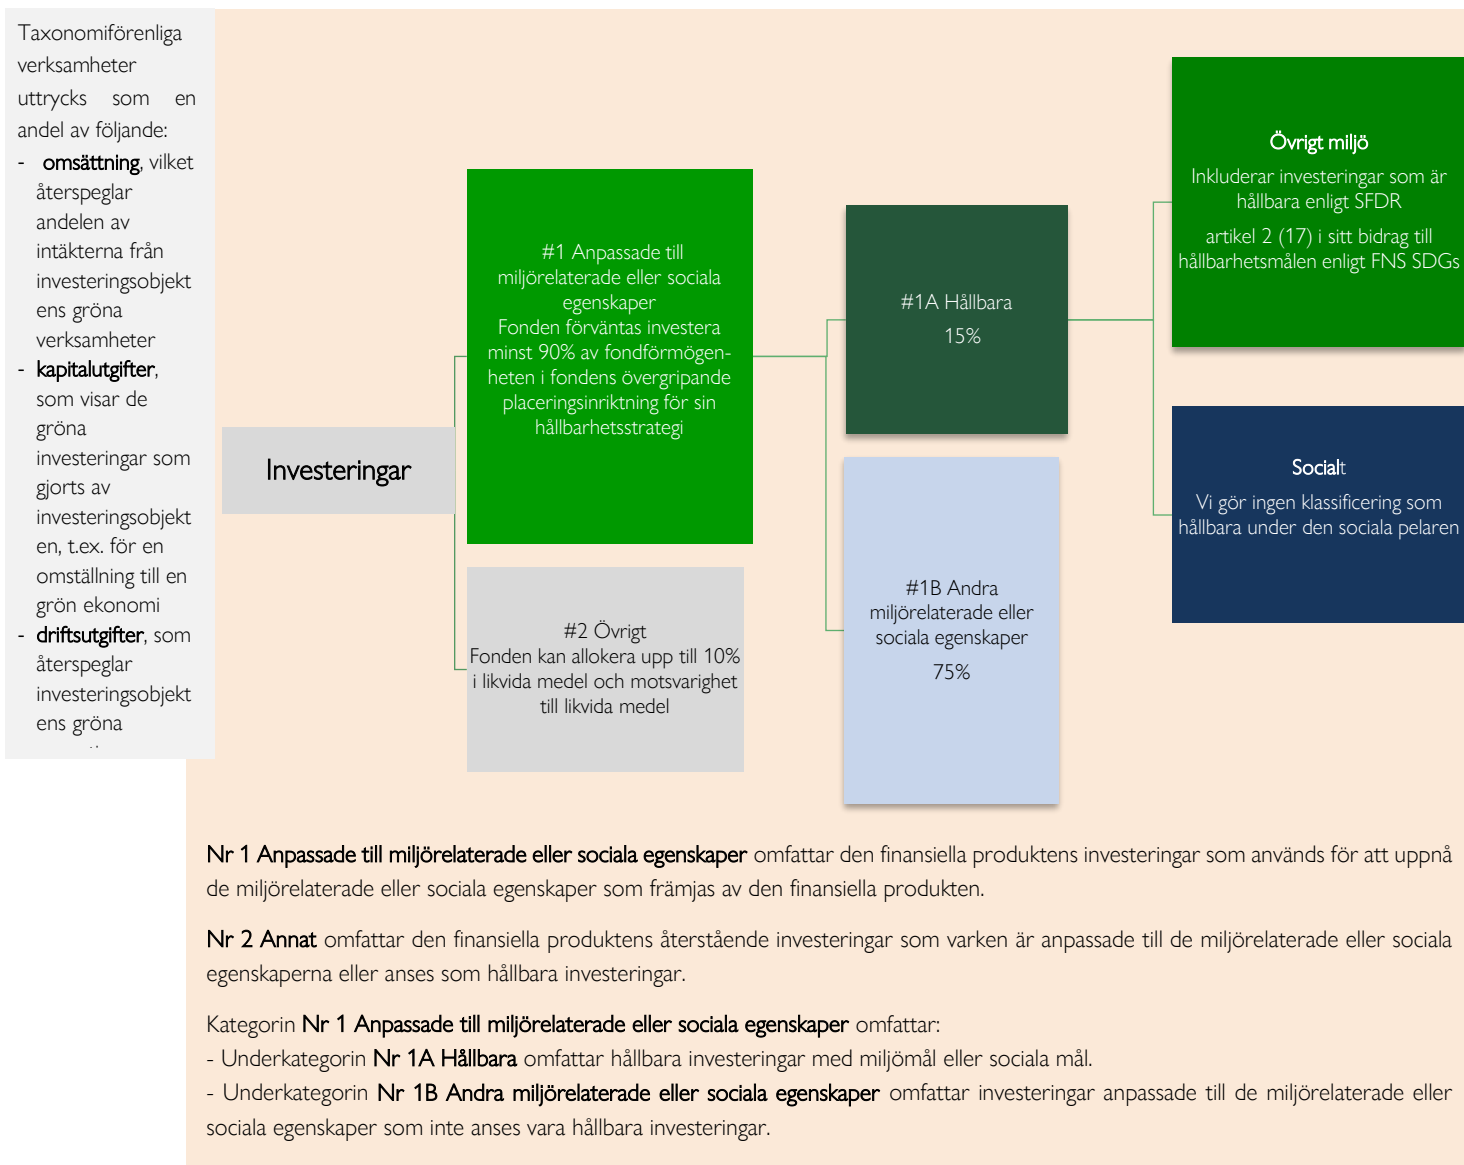 Taxonomiförenliga
verksamheter
uttrycks som en
andel av följande:
- omsättning, vilket
återspeglar
andelen av
intäkterna från
investeringsobjekt
ens gröna
verksamheter
- kapitalutgifter,
som visar de
gröna
investeringar som
gjorts av
investeringsobjekt
en, t.ex. för en
omställning till en
grön ekonomi
- driftsutgifter, som
återspeglar
investeringsobjekt
ens gröna
Investeringar
#1 Anpassade till
miljörelaterade eller sociala
egenskaper
Fonden förväntas investera
minst 90% av fondförmögen-
heten i fondens övergripande
placeringsinriktning för sin
hållbarhetsstrategi
#2 Övrigt
Fonden kan allokera upp till 10%
i likvida medel och motsvarighet
till likvida medel
#1A Hållbara
15%
#1B Andra
miljörelaterade eller
sociala egenskaper
75%
Övrigt miljö
Inkluderar investeringar som är
hållbara enligt SFDR
artikel 2 (17) i sitt bidrag till
hållbarhetsmålen enligt FNS SDGs
Socialt
Vi gör ingen klassificering som
hållbara under den sociala pelaren
Nr 1 Anpassade till miljörelaterade eller sociala egenskaper omfattar den finansiella produktens investeringar som används för att uppnå
de miljörelaterade eller sociala egenskaper som främjas av den finansiella produkten.
Nr 2 Annat omfattar den finansiella produktens återstående investeringar som varken är anpassade till de miljörelaterade eller sociala
egenskaperna eller anses som hållbara investeringar.
Kategorin Nr 1 Anpassade till miljörelaterade eller sociala egenskaper omfattar:
- Underkategorin Nr 1A Hållbara omfattar hållbara investeringar med miljömål eller sociala mål.
- Underkategorin Nr 1B Andra miljörelaterade eller sociala egenskaper omfattar investeringar anpassade till de miljörelaterade eller
sociala egenskaper som inte anses vara hållbara investeringar.